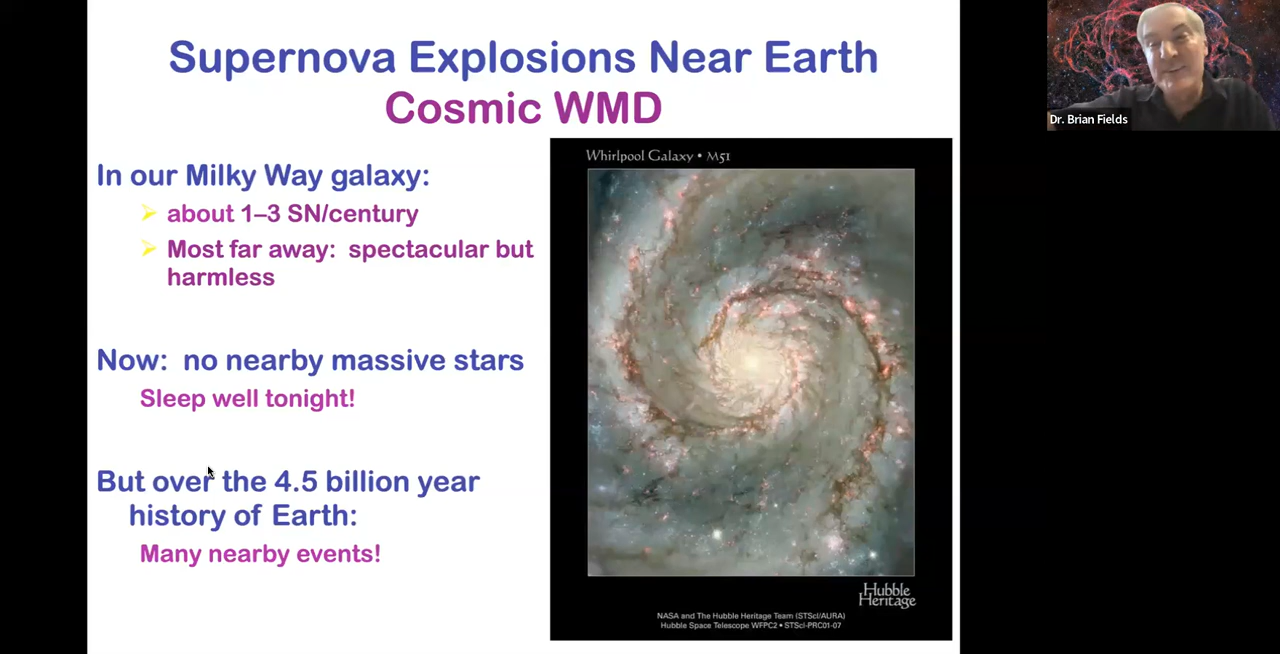 Supernova Explosions Near Earth
Cosmic WMD
In our Milky Way galaxy:
about 1–3 SN/century
Most far away: spectacular but
harmless
Now: no nearby massive stars
Sleep well tonight!
But over the 4.5 billion year
history of Earth:
Many nearby events!
Whirlpool Galaxy • M51
Hubble
Heritage
NASA and The Hubble Heritage Team (STScI/AURA)
Hubble Space Telescope WFPC2 • STScI-PRC01-07
Dr. Brian Fields